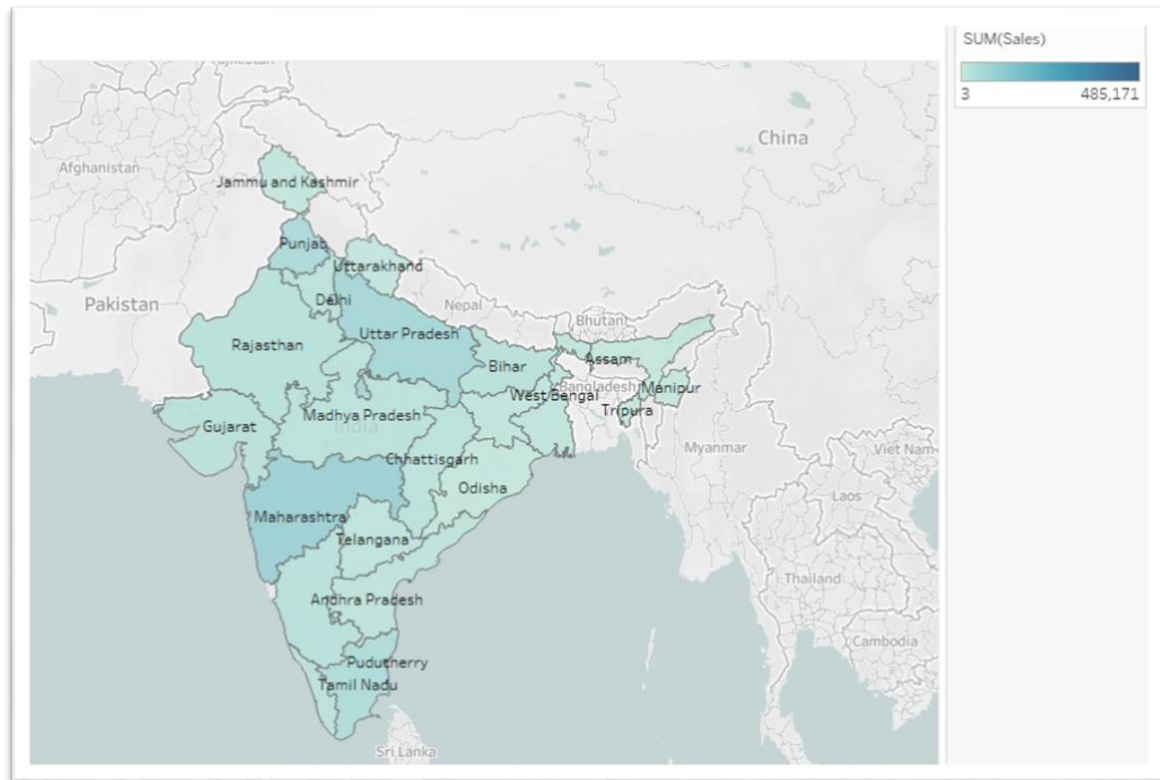 SUM(Sales)
3 485,171
China
Afghanistan
Jammu and Kashmir
Punjab
Uttarakhand
Pakistan
Delhi
Nepal
Bhutan
Uttar Pradesh
Rajasthan
Bihar
Assam
Bangladesh
Manipur
West Bengal
Tripura
Madhya Pradesh
India
Gujarat
Myanmar
Viet Nam
Chhattisgarh
Odisha
Laos
Maharashtra
Telangana
Thailand
Andhra Pradesh
Cambodia
Pudutherry
Tamil Nadu
Sri Lanka